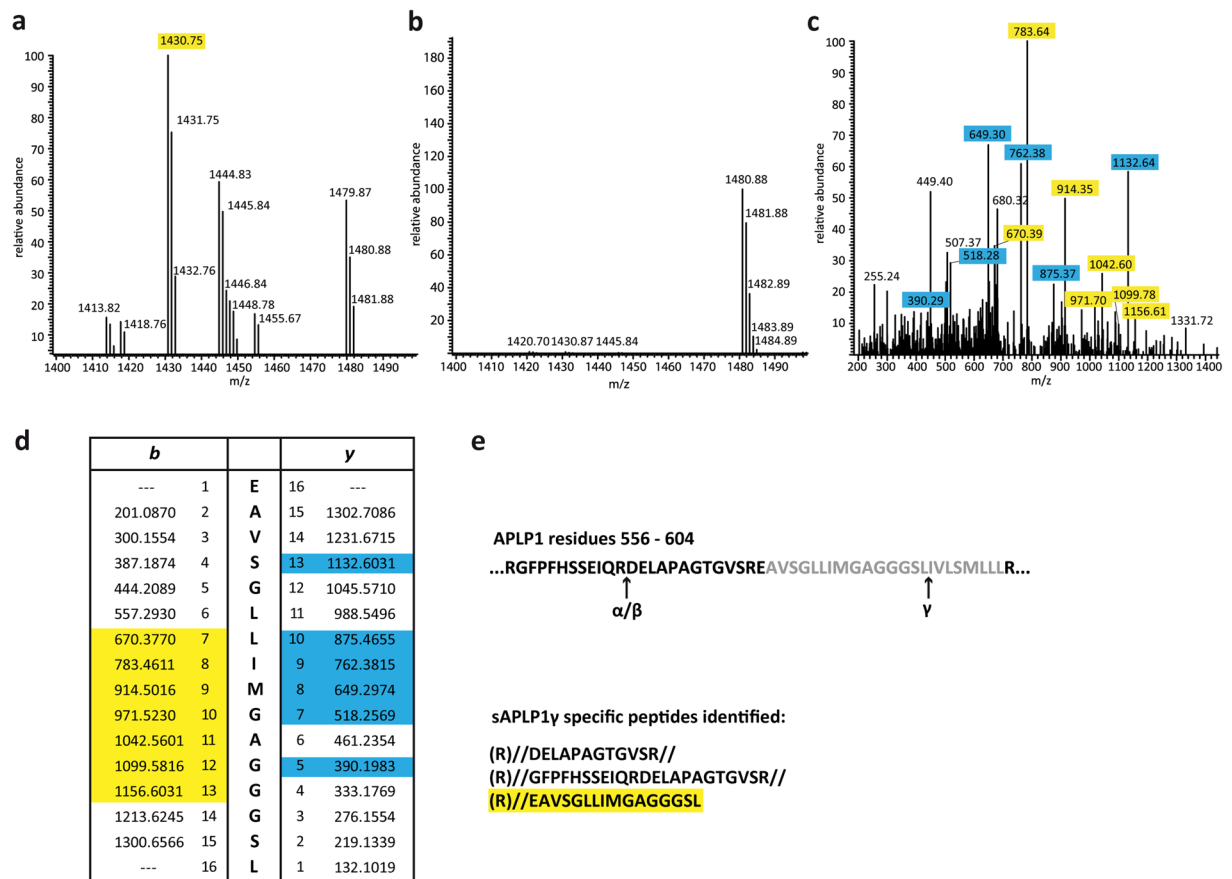 a
1430.75
100
90
80
70
60
50
40
30
20
10
relative abundance
1431.75
1444.83
1445.84
1479.87
1480.88
1432.76
1446.84
1481.88
1448.78
1413.82
1418.76
1455.67
1400 1410 1420 1430 1440 1450 1460 1470 1480 1490
m/z
b
180
160
140
120
100
80
60
40
20
0
relative abundance
1480.88
1481.88
1482.89
1483.89
1484.89
1420.70 1430.87 1445.84
1400 1410 1420 1430 1440 1450 1460 1470 1480 1490
m/z
c
783.64
100
90
80
70
60
50
40
30
20
10
0
relative abundance
649.30
762.38
1132.64
914.35
449.40
680.32
670.39
507.37
518.28
1042.60
255.24
875.37
1099.78
390.29
971.70
1156.61
1331.72
200 300 400 500 600 700 800 900 1000 1100 1200 1300 1400
m/z
d
b y
--- 1 E 16 ---
201.0870 2 A 15 1302.7086
300.1554 3 V 14 1231.6715
387.1874 4 S 13 1132.6031
444.2089 5 G 12 1045.5710
557.2930 6 L 11 988.5496
670.3770 7 L 10 875.4655
783.4611 8 I 9 762.3815
914.5016 9 M 8 649.2974
971.5230 10 G 7 518.2569
1042.5601 11 A 6 461.2354
1099.5816 12 G 5 390.1983
1156.6031 13 G 4 333.1769
1213.6245 14 G 3 276.1554
1300.6566 15 S 2 219.1339
--- 16 L 1 132.1019
e
APLP1 residues 556 - 604
...RGFPFHSSEIQRDELAPAGTGVSREAVSGLLIMGAGGGSLIVLSMLLLR...
α/β γ
sAPLP1γ specific peptides identified:
(R)//DELAPAGTGVSR//
(R)//GFPFHSSEIQRDELAPAGTGVSR//
(R)//EAVSGLLIMGAGGGSL